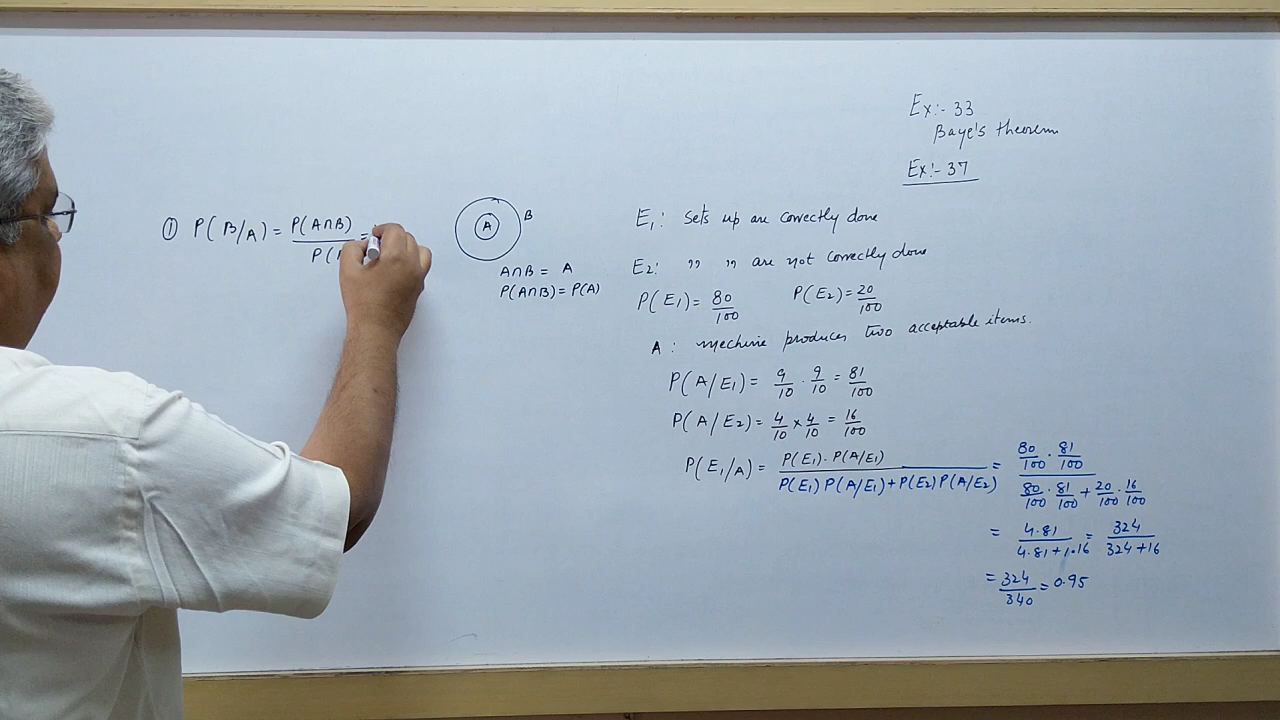 Ex:- 33
Baye's theorem
Ex:- 37
① P(B/A) = P(A∩B) / P( =
A B
A∩B = A
P(A∩B) = P(A)
E₁: Sets up are correctly done
E₂: ,, ,, are not correctly done
P(E₁) = 80/100 P(E₂) = 20/100
A: Mechine produces two acceptable items.
P(A/E₁) = 9/10 · 9/10 = 81/100
P(A/E₂) = 4/10 × 4/10 = 16/100
P(E₁/A) = P(E₁)·P(A/E₁) / P(E₁)P(A/E₁)+P(E₂)P(A/E₂) = 80/100 · 81/100 / 80/100 · 81/100 + 20/100 · 16/100
= 4·81 / 4·81+1·16 = 324 / 324+16
= 324/340 = 0.95